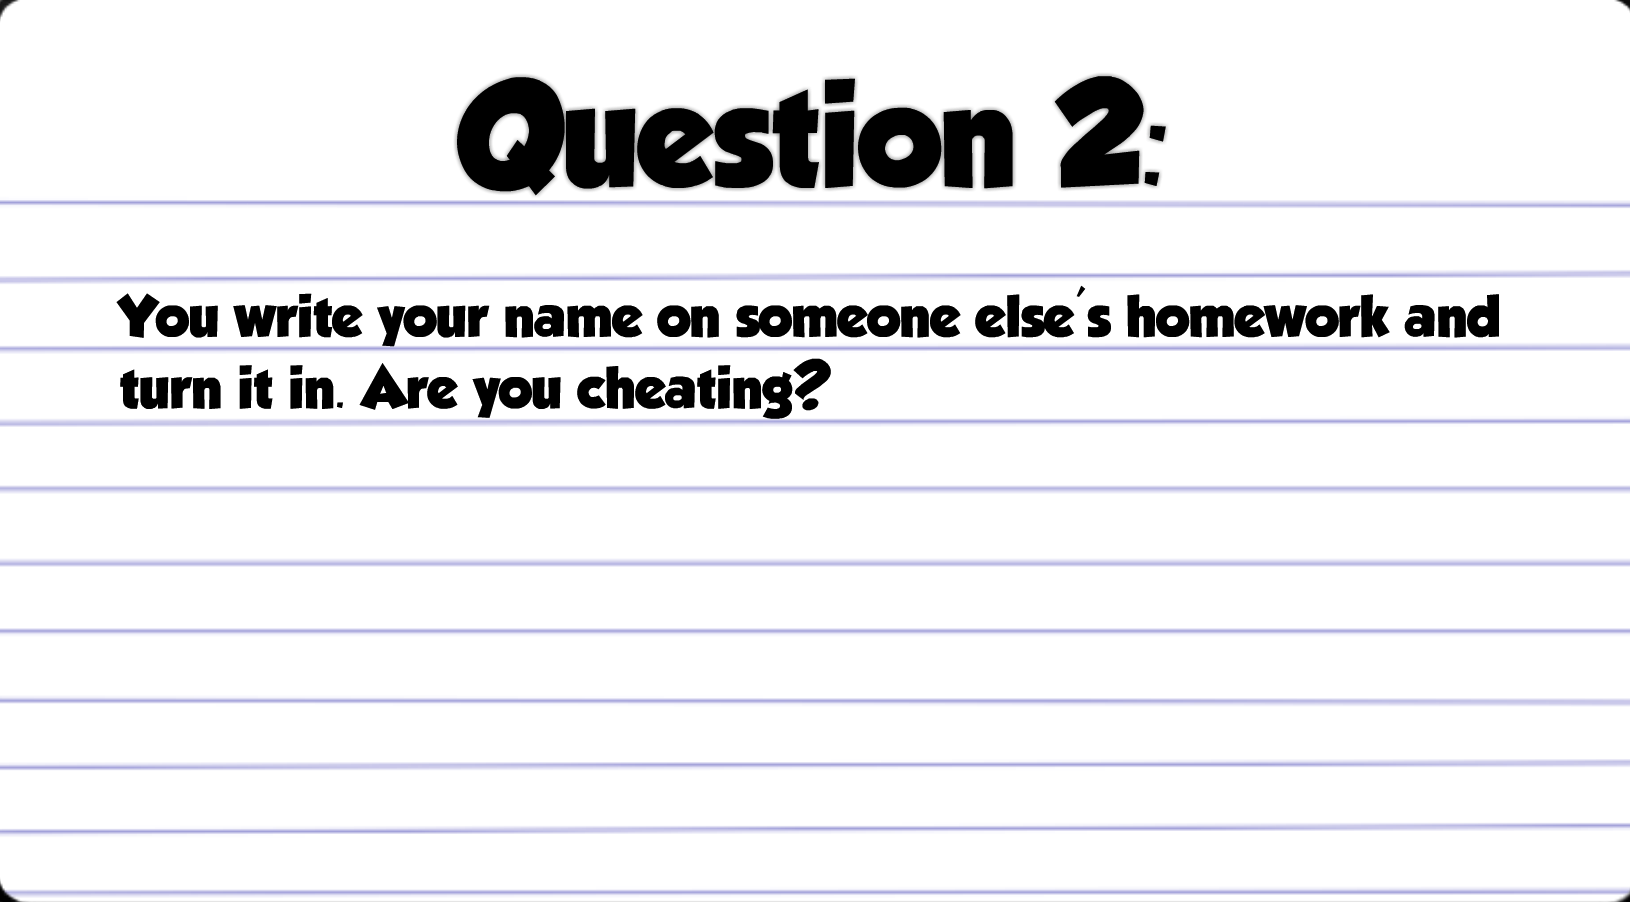 Question 2:
You write your name on someone else's homework and
turn it in. Are you cheating?